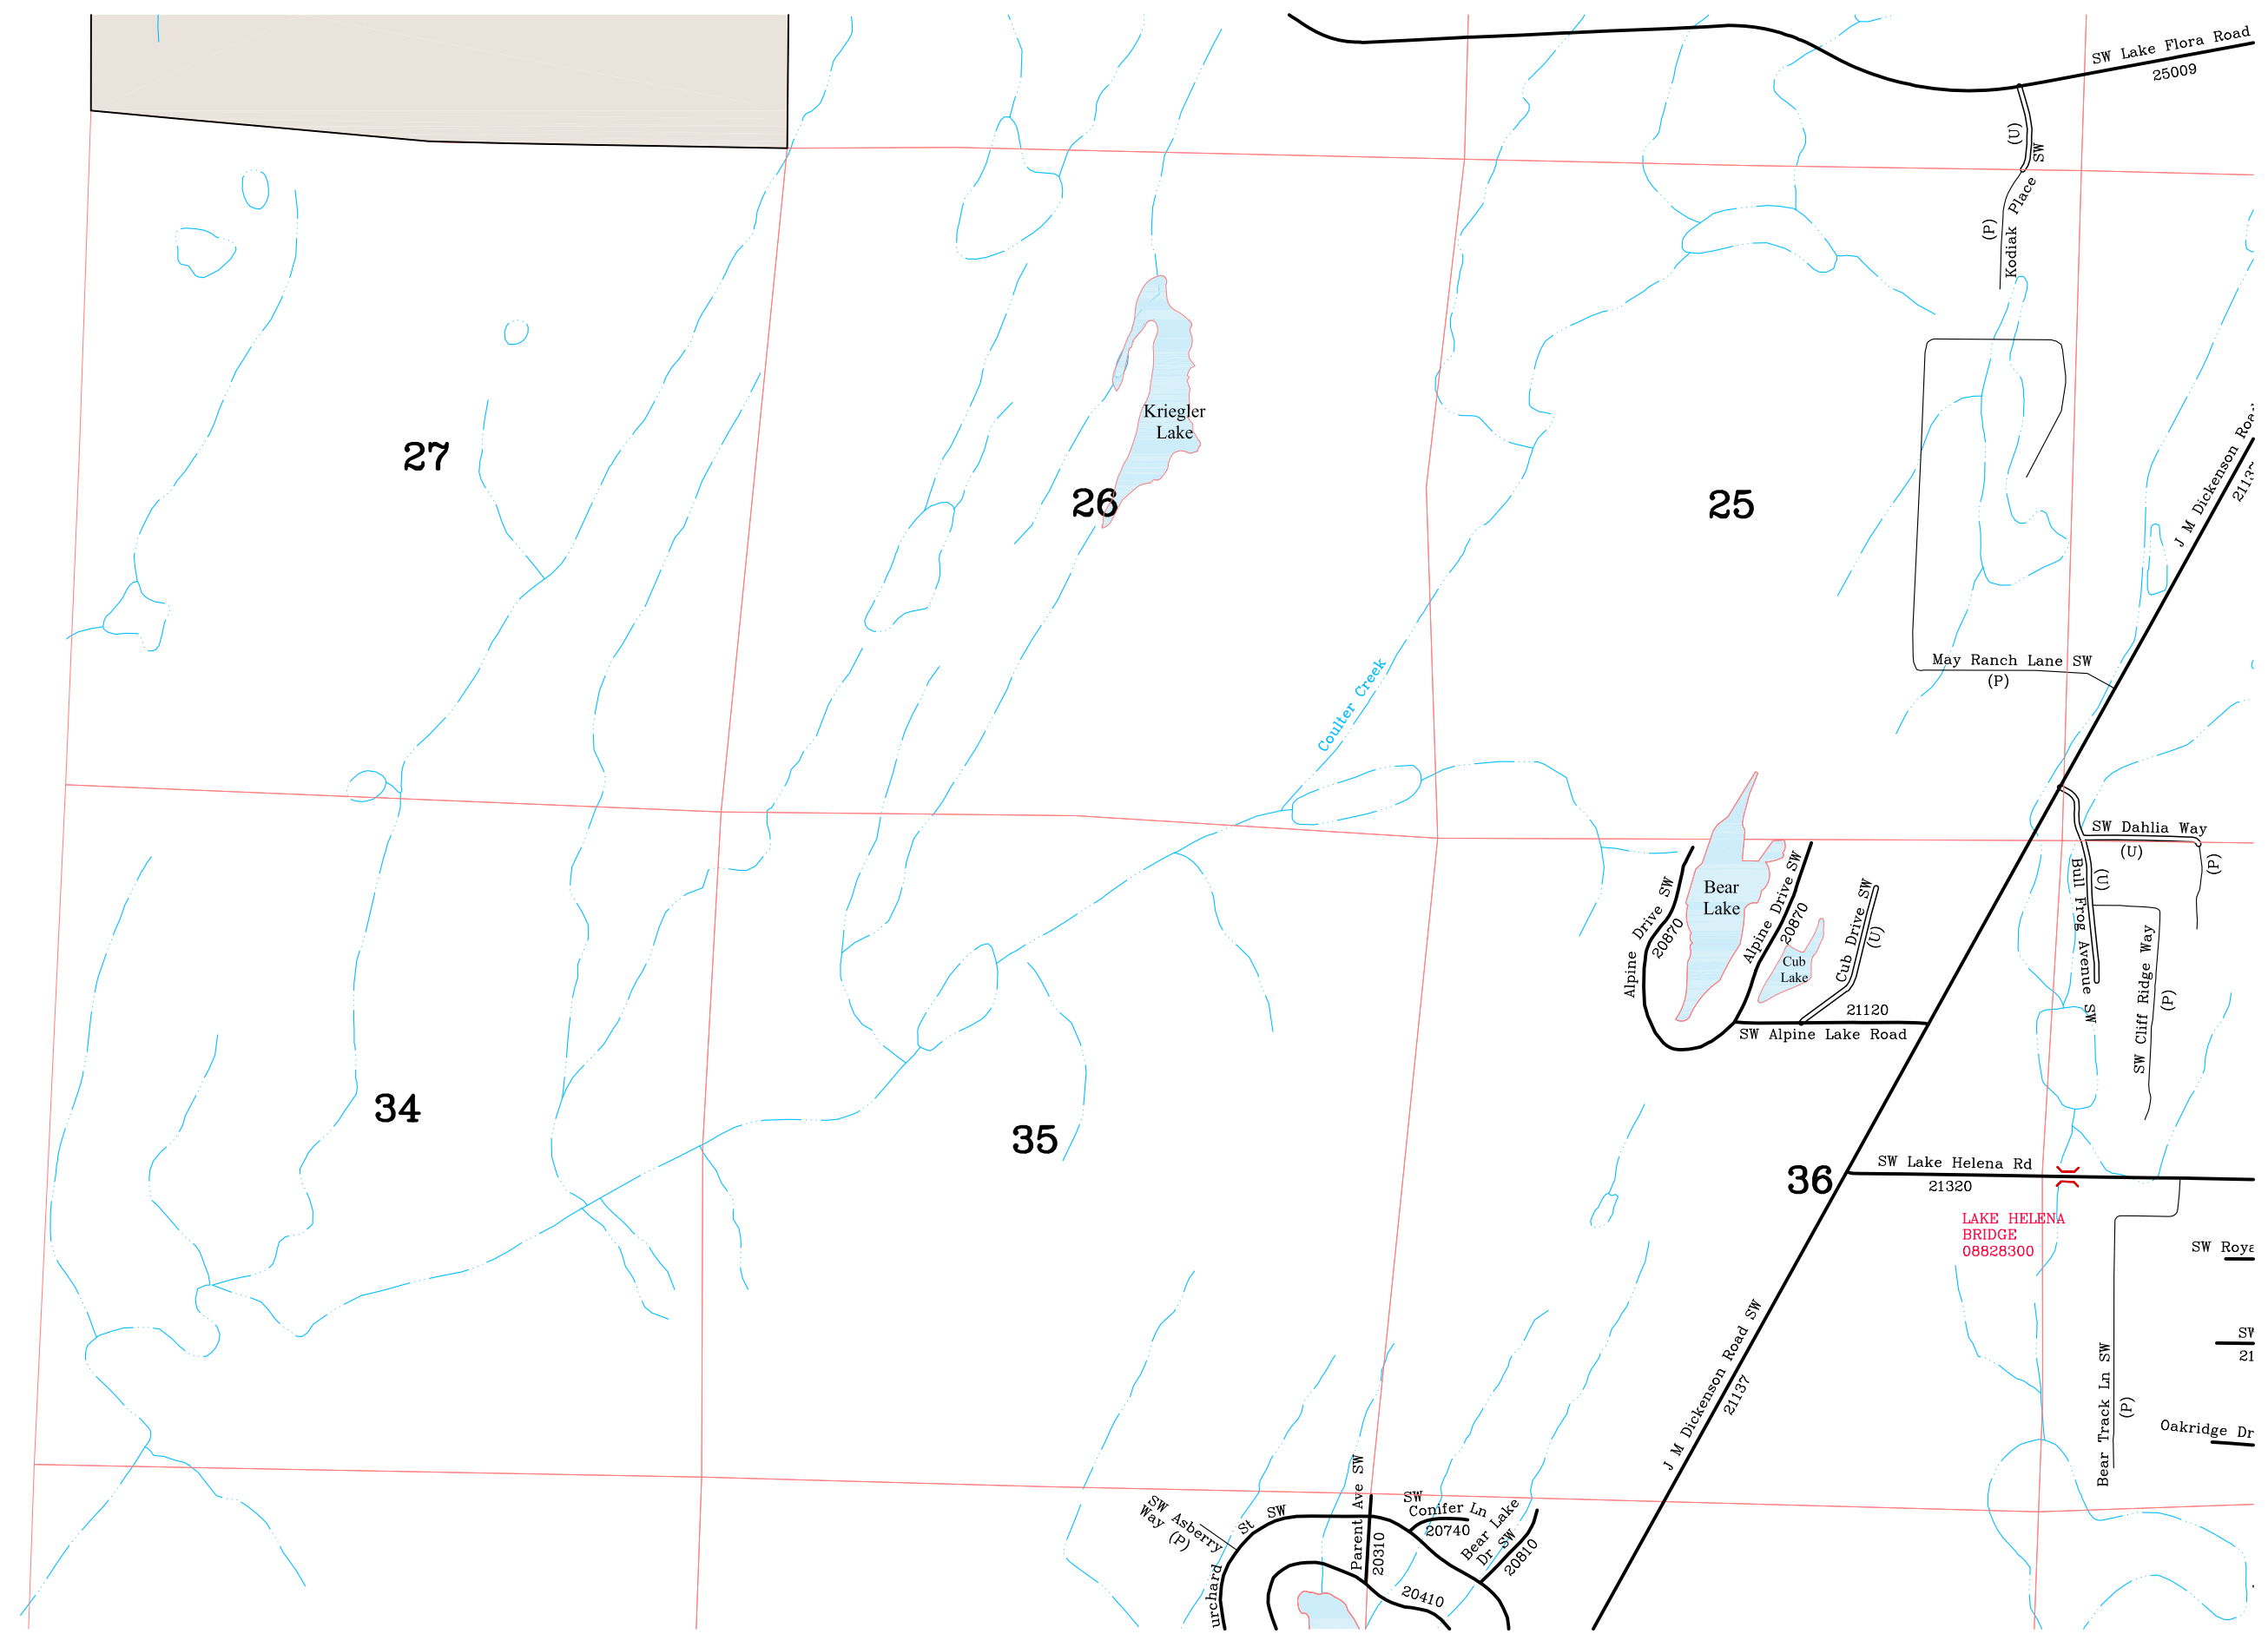 SW Lake Flora Road
25009
(U)
SW
Kodiak Place
(P)
J M Dickenson Road
Kriegler
Lake
27
26
25
Coulter Creek
May Ranch Lane SW
(P)
SW Dahlia Way
(U)
(P)
Bull Frog Avenue SW
(U)
SW Cliff Ridge Way
(P)
Bear
Lake
Alpine Drive SW
20870
Alpine Drive SW
20870
Cub
Lake
Cub Drive SW
(U)
21120
SW Alpine Lake Road
34
35
36
SW Lake Helena Rd
21320
LAKE HELENA
BRIDGE
08828300
SW
SW
21
Oakridge Dr
Bear Track Ln SW
(P)
J M Dickenson Road SW
21137
SW Asberry
Way (P)
urchard St SW
Parent Ave SW
20310
SW
Conifer Ln
20740
Bear Lake
Dr SW
20810
20410